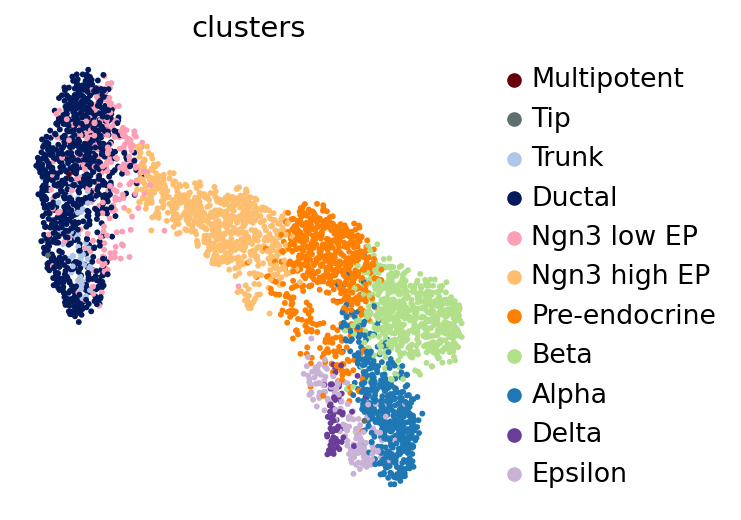 clusters
Multipotent
Tip
Trunk
Ductal
Ngn3 low EP
Ngn3 high EP
Pre-endocrine
Beta
Alpha
Delta
Epsilon